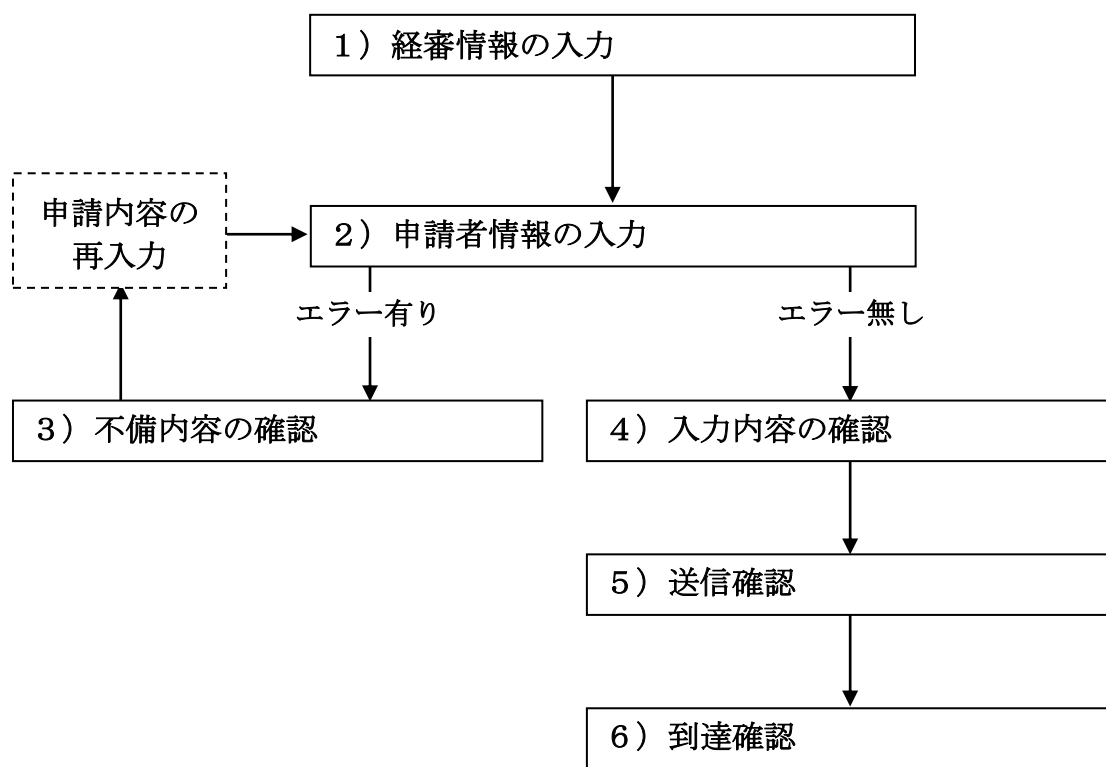 １）経審情報の入力
申請内容の
再入力
２）申請者情報の入力
エラー有り
エラー無し
３）不備内容の確認
４）入力内容の確認
５）送信確認
６）到達確認